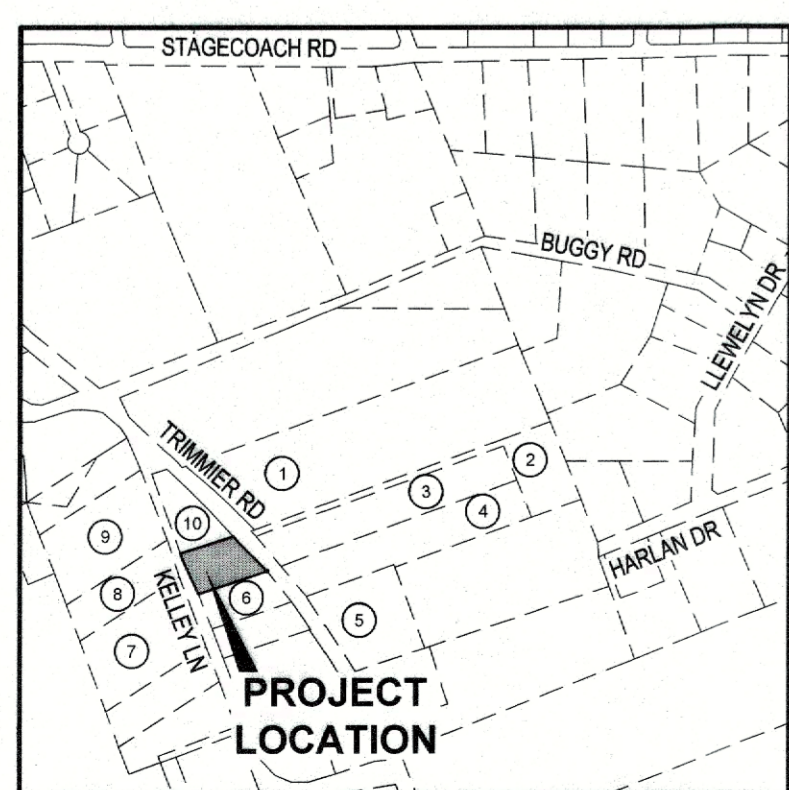 STAGECOACH RD
BUGGY RD
LLEWELYN DR
TRIMMIER RD
1
2
3
4
10
9
HARLAN DR
8
KELLEY LN
6
5
7
PROJECT
LOCATION